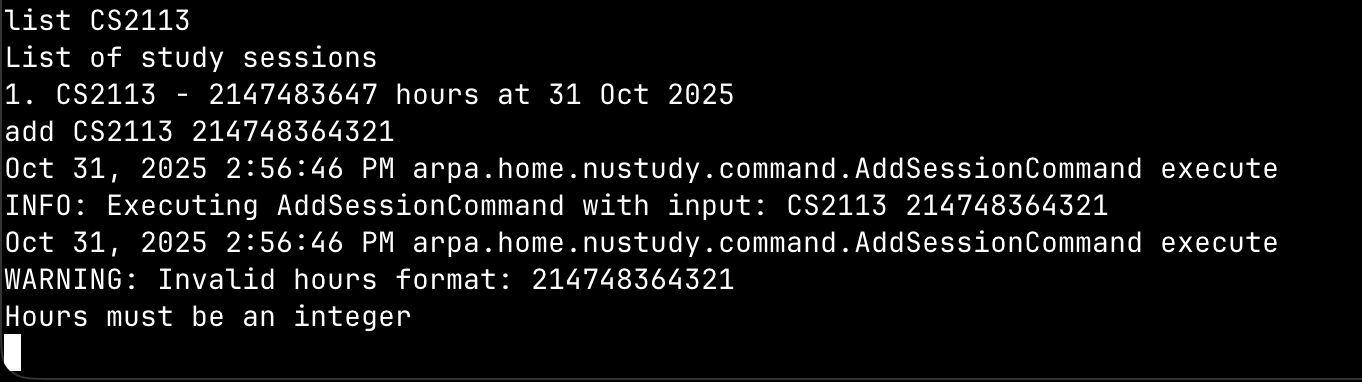 list CS2113
List of study sessions
1. CS2113 - 2147483647 hours at 31 Oct 2025
add CS2113 214748364321
Oct 31, 2025 2:56:46 PM arpa.home.nustudy.command.AddSessionCommand execute
INFO: Executing AddSessionCommand with input: CS2113 214748364321
Oct 31, 2025 2:56:46 PM arpa.home.nustudy.command.AddSessionCommand execute
WARNING: Invalid hours format: 214748364321
Hours must be an integer